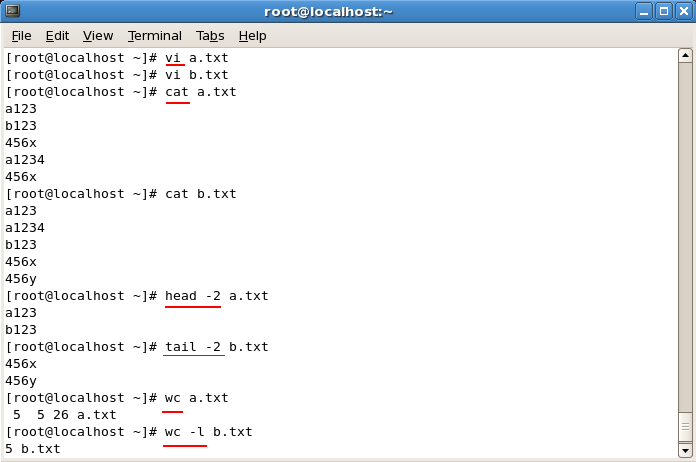 root@localhost:~
File Edit View Terminal Tabs Help
[root@localhost ~]# vi a.txt
[root@localhost ~]# vi b.txt
[root@localhost ~]# cat a.txt
a123
b123
456x
a1234
456x
[root@localhost ~]# cat b.txt
a123
a1234
b123
456x
456y
[root@localhost ~]# head -2 a.txt
a123
b123
[root@localhost ~]# tail -2 b.txt
456x
456y
[root@localhost ~]# wc a.txt
 5  5 26 a.txt
[root@localhost ~]# wc -l b.txt
5 b.txt